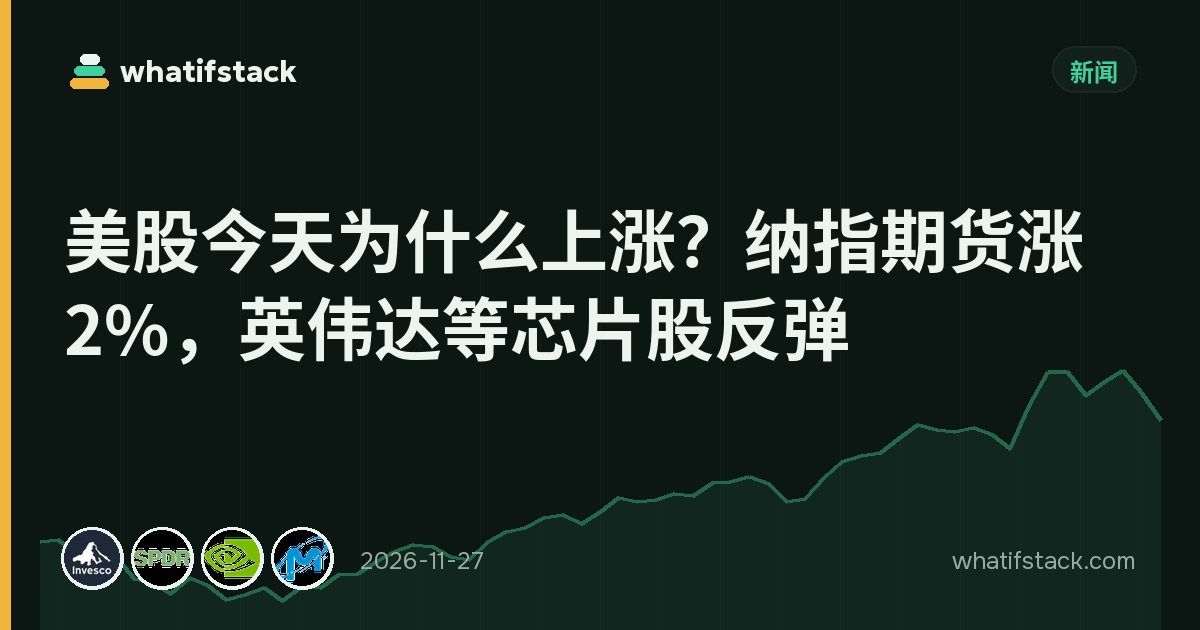 whatifstack
新闻
美股今天为什么上涨？纳指期货涨
2%，英伟达等芯片股反弹
Invesco
SPDR
2026-11-27
whatifstack.com